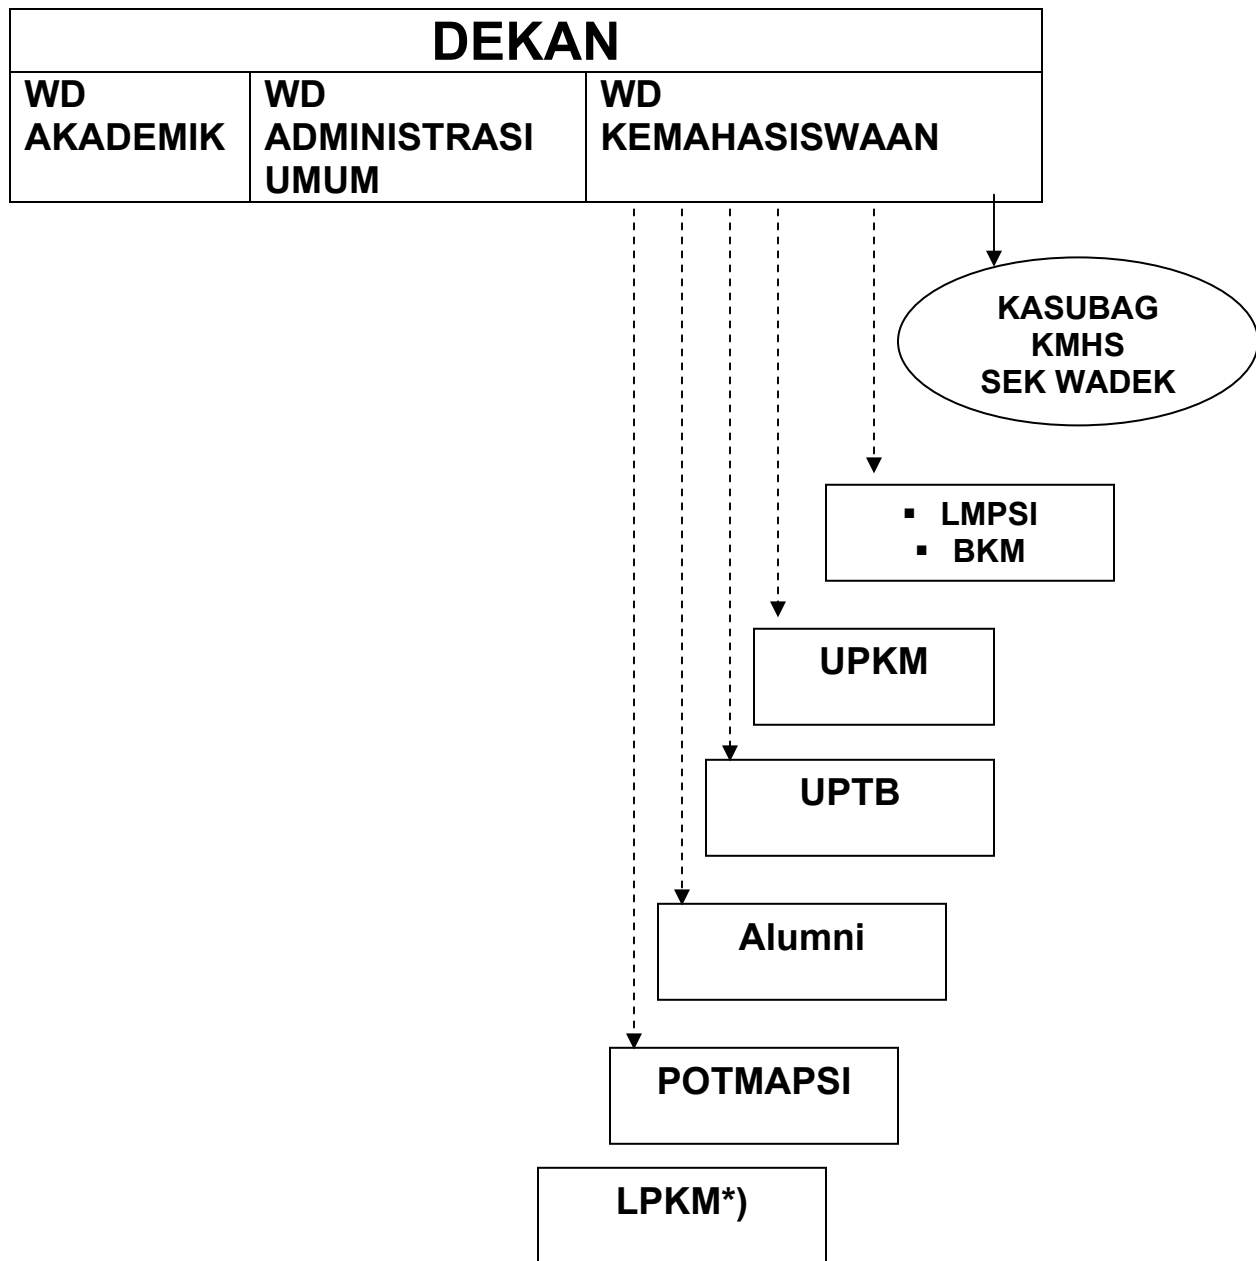 DEKAN
WD
AKADEMIK
WD
ADMINISTRASI
UMUM
WD
KEMAHASISWAAN
KASUBAG
KMHS
SEK WADEK
▪ LMPSI
▪ BKM
UPKM
UPTB
Alumni
POTMAPSI
LPKM*)